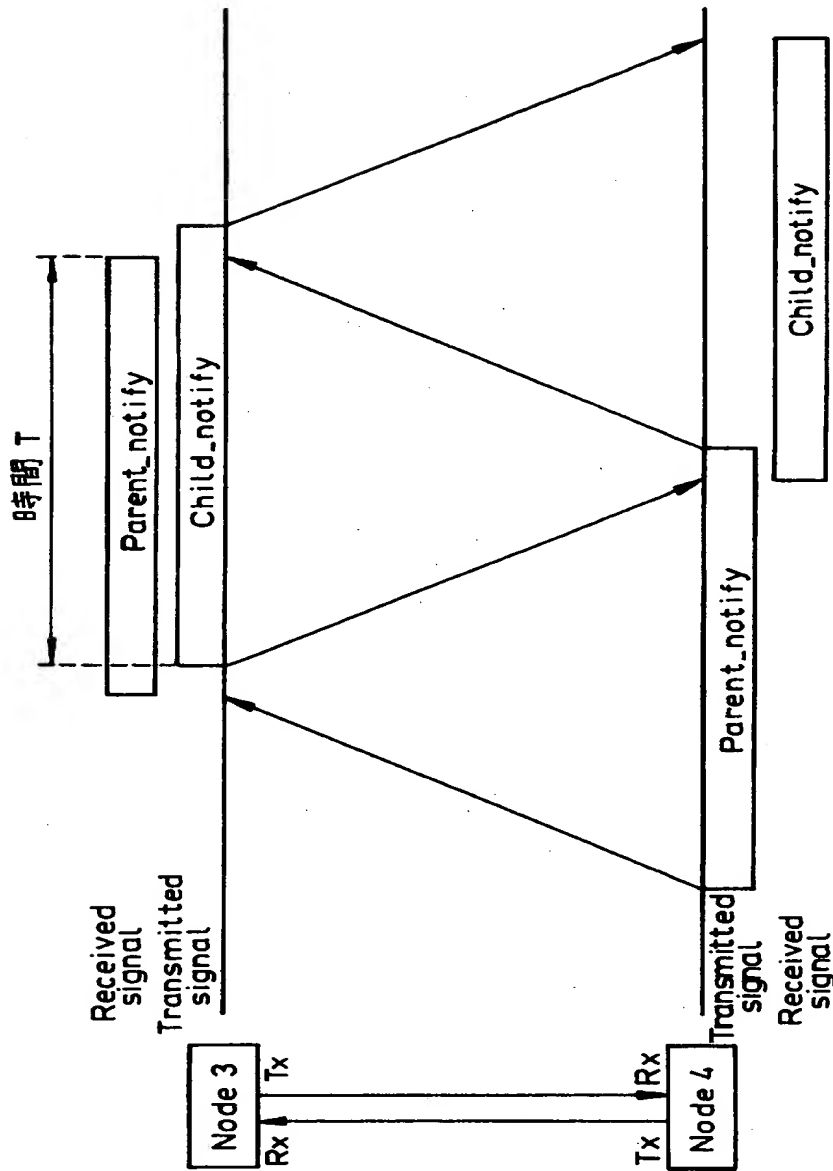 時間 T
Received
signal
Parent_notify
Transmitted
signal
Child_notify
Node 3
Rx
Tx
Tx
Rx
Node 4
Transmitted
signal
Parent_notify
Received
signal
Child_notify